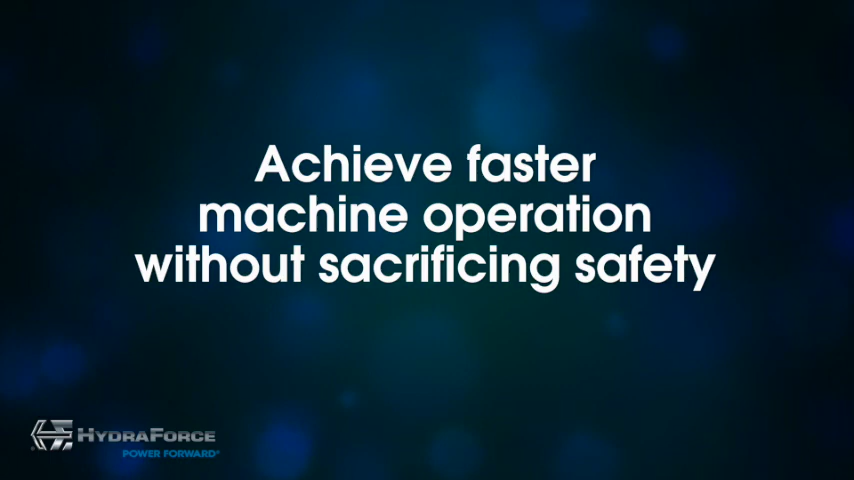 Achieve faster
machine operation
without sacrificing safety
HYDRAFORCE
POWER FORWARD®